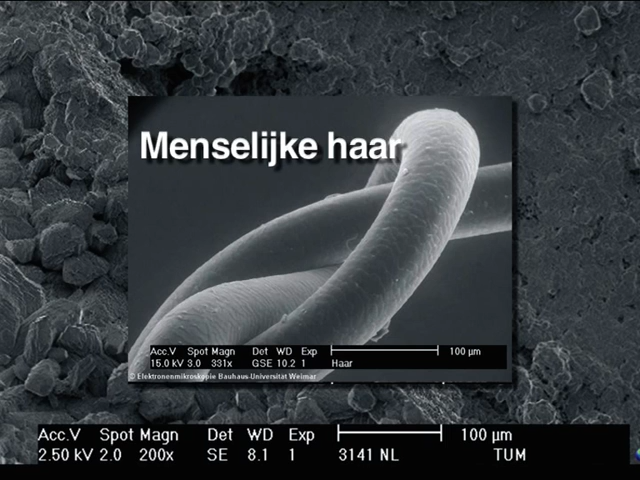 Menselijke haar
Acc.V Spot Magn Det WD Exp 100 µm
15.0 kV 3.0 331x GSE 10.2 1 Haar
© Elektronenmikroskopie Bauhaus-Universität Weimar
Acc.V Spot Magn Det WD Exp 100 µm
2.50 kV 2.0 200x SE 8.1 1 3141 NL TUM